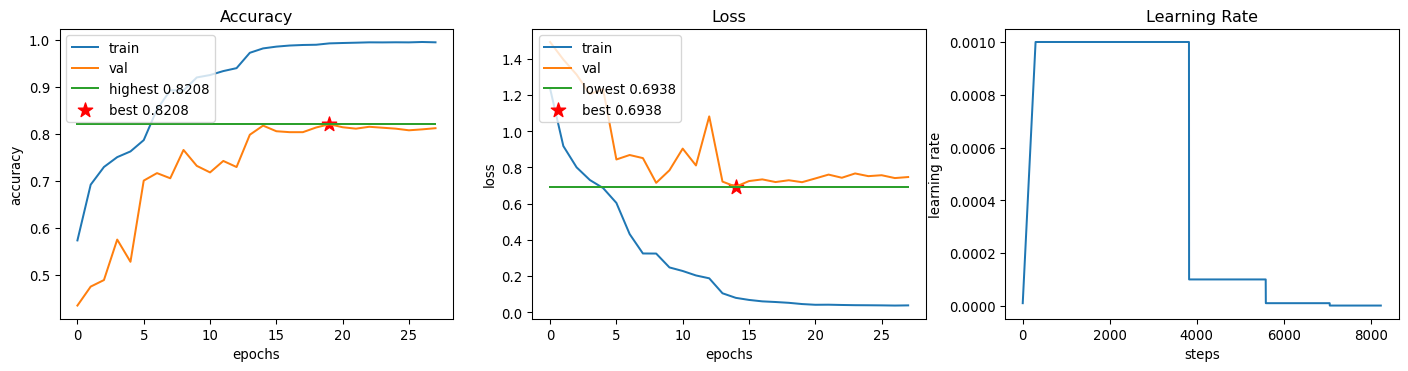 Accuracy
train
val
highest 0.8208
best 0.8208
1.0
0.9
0.8
0.7
0.6
0.5
accuracy
0
5
10
15
20
25
epochs
Loss
train
val
lowest 0.6938
best 0.6938
1.4
1.2
1.0
0.8
0.6
0.4
0.2
0.0
loss
0
5
10
15
20
25
epochs
Learning Rate
0.0010
0.0008
0.0006
0.0004
0.0002
0.0000
learning rate
0
2000
4000
6000
8000
steps